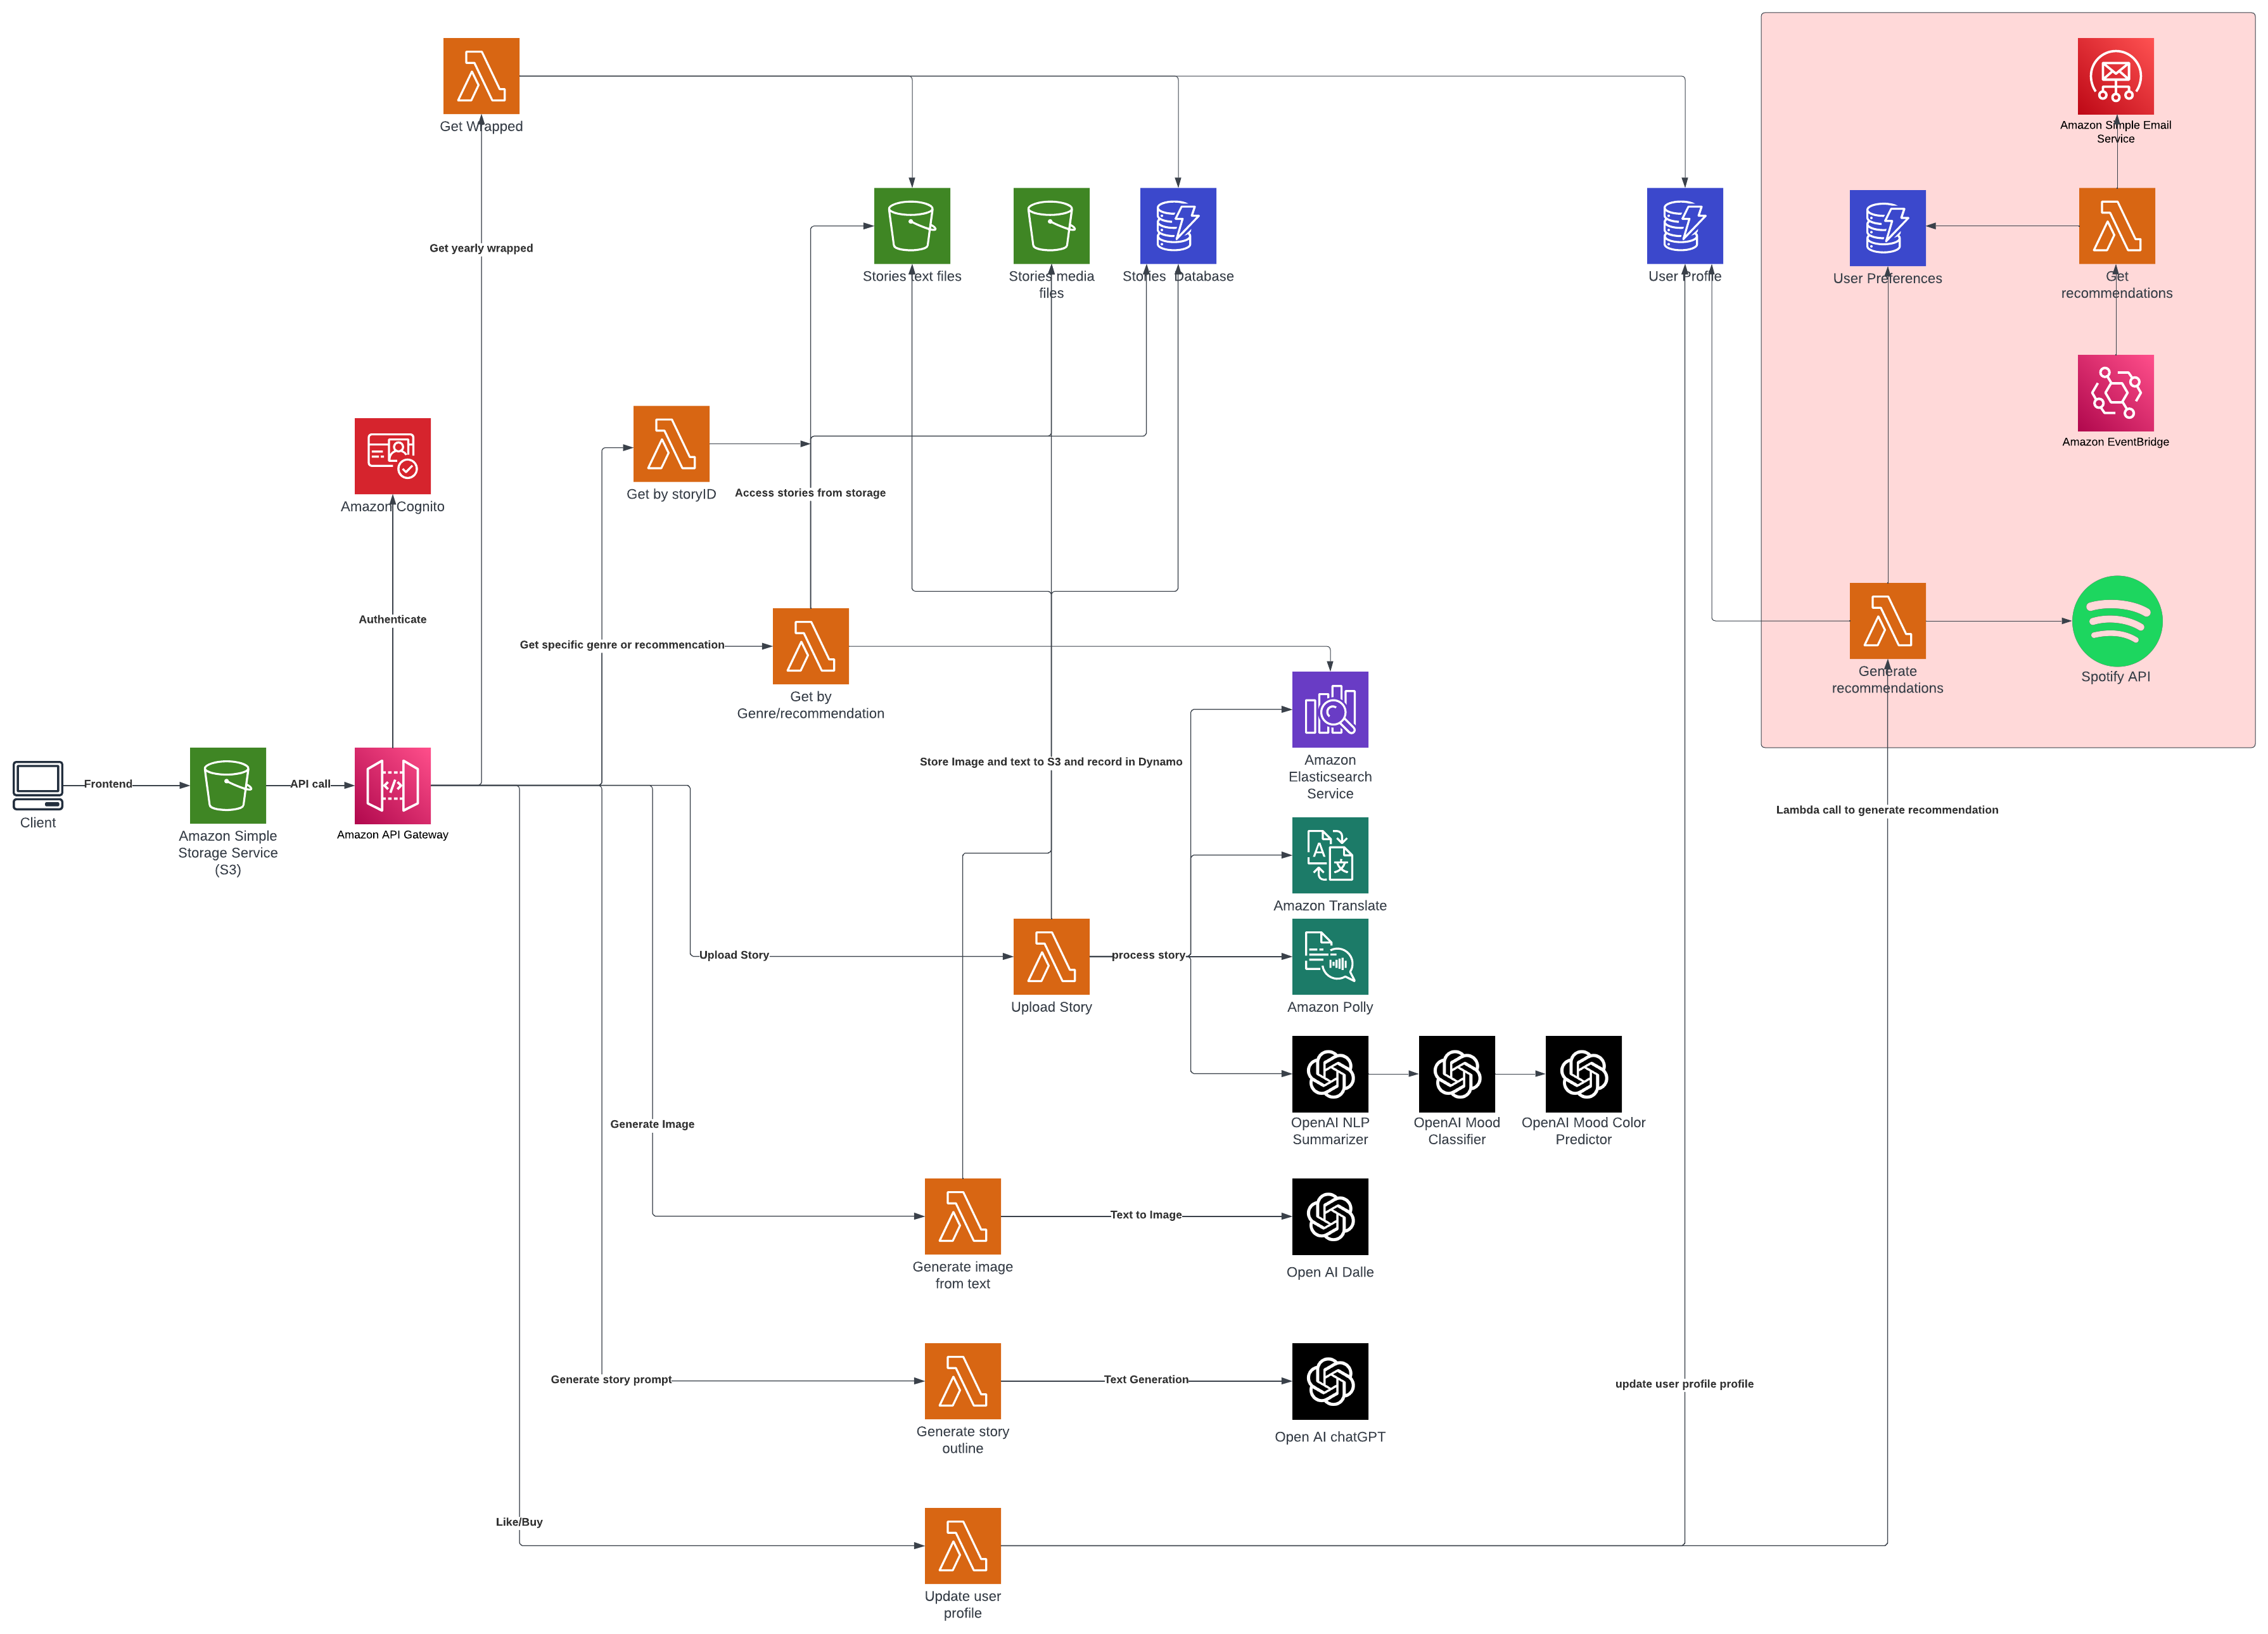 Get Wrapped
Amazon Simple Email
Service
Get yearly wrapped
Stories text files
Stories media
files
Stories Database
User Profile
User Preferences
Get
recommendations
Amazon EventBridge
Amazon Cognito
Get by storyID
Access stories from storage
Authenticate
Get specific genre or recommencation
Get by
Genre/recommendation
Generate
recommendations
Spotify API
Client
Frontend
Amazon Simple
Storage Service
(S3)
API call
Amazon API Gateway
Store Image and text to S3 and record in Dynamo
Amazon
Elasticsearch
Service
Lambda call to generate recommendation
Amazon Translate
Upload Story
Upload Story
process story
Amazon Polly
OpenAI NLP
Summarizer
OpenAI Mood
Classifier
OpenAI Mood Color
Predictor
Generate Image
Generate image
from text
Text to Image
Open AI Dalle
Generate story prompt
Generate story
outline
Text Generation
Open AI chatGPT
update user profile profile
Like/Buy
Update user
profile